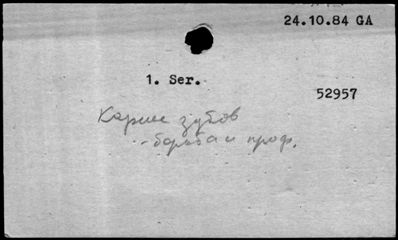 24.10.84 GA
1. Ser.
52957
Кариес зубов
- борьба и проф.